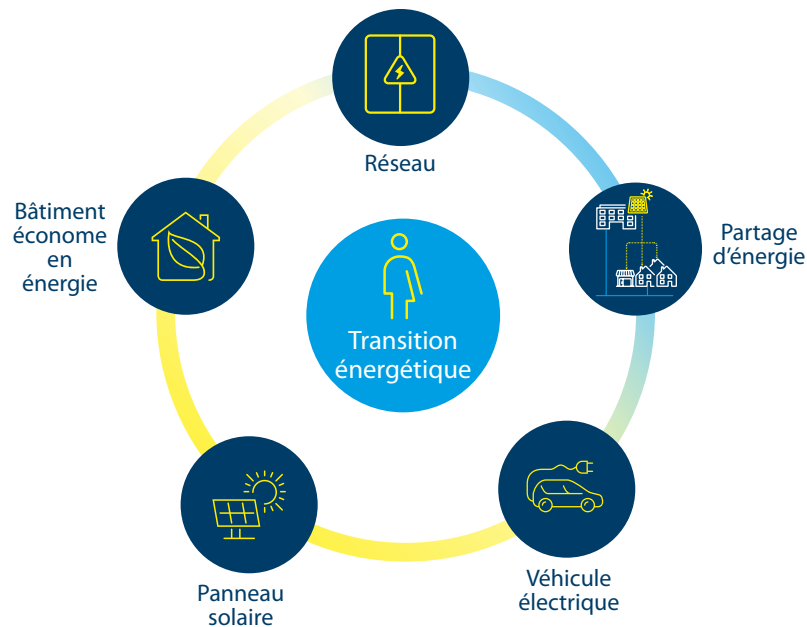 Réseau
Bâtiment
économe
en
énergie
Partage
d'énergie
Transition
énergétique
Panneau
solaire
Véhicule
électrique